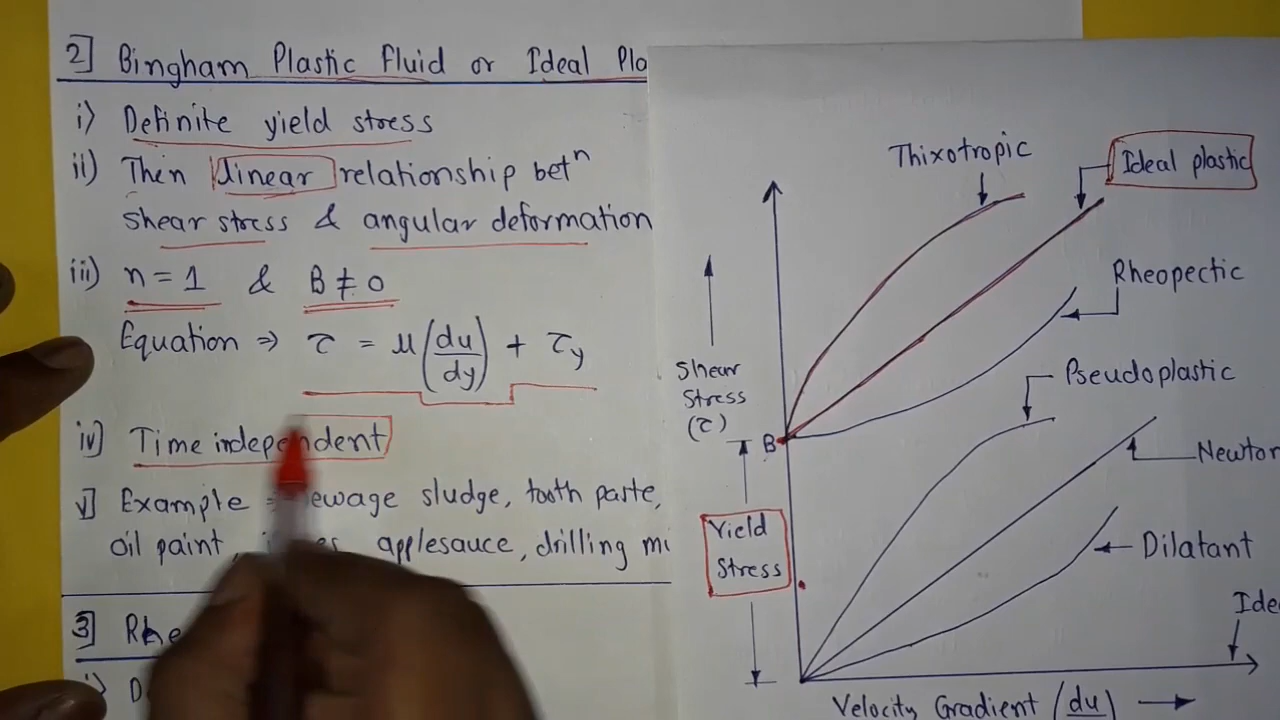 2] Bingham Plastic Fluid or Ideal Pla
i) Definite yield stress
ii) Then linear relationship betⁿ
shear stress & angular deformation
iii) n = 1 & B ≠ 0
Equation ⇒ τ = μ(du/dy) + τy
iv) Time independent
v] Example sewage sludge, tooth paste,
oil paint, applesauce, drilling mu
3] Rhe
i) D
Thixotropic
Ideal plastic
Rheopectic
Shear
Stress
(τ)
Pseudoplastic
B
Newton
Yield
Stress
Dilatant
Ide
Velocity Gradient (du